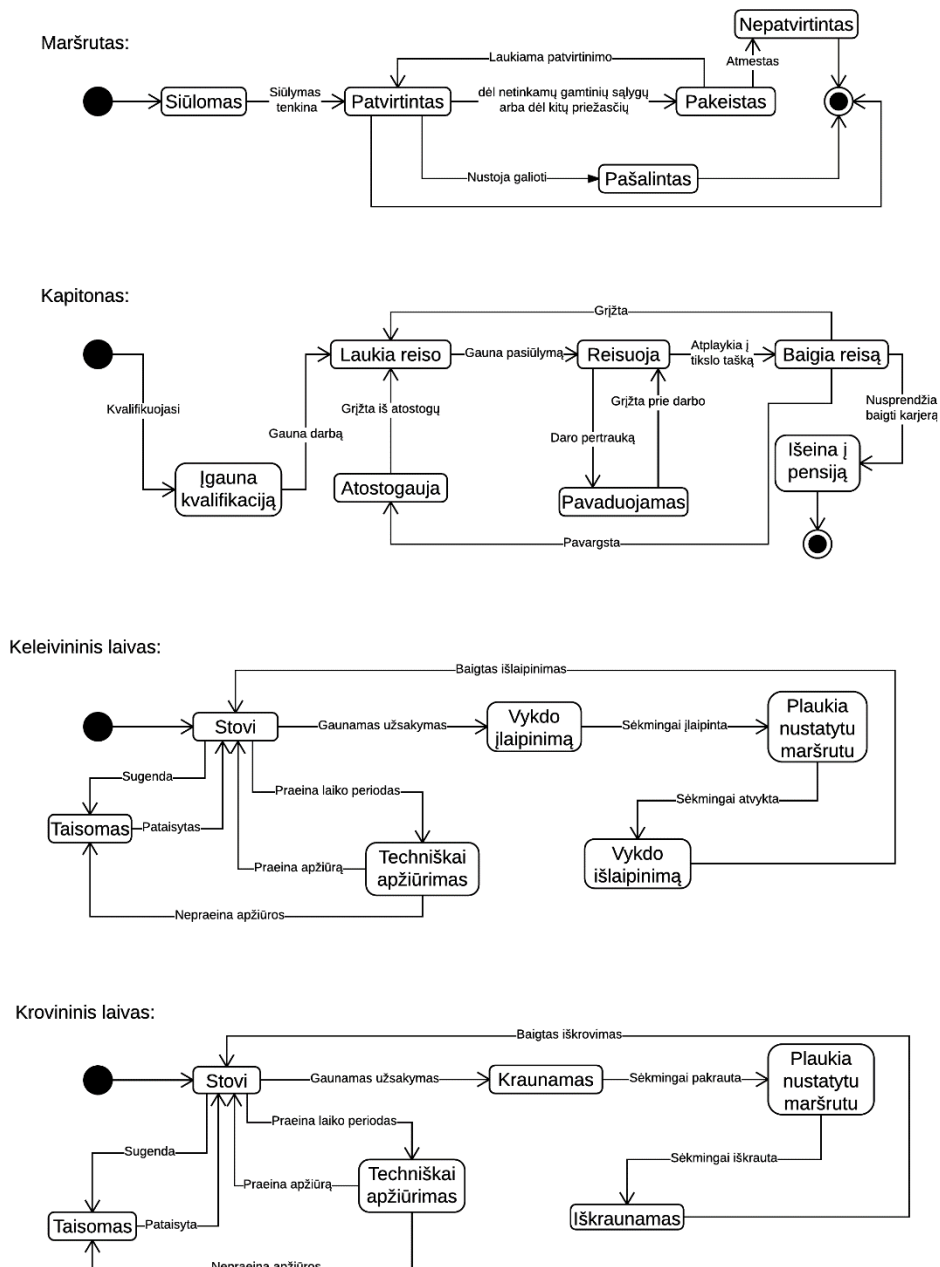 Maršrutas:
Nepatvirtintas
Laukiama patvirtinimo
Atmestas
Siūlomas
Siūlymas
tenkina
Patvirtintas
dėl netinkamų gamtinių sąlygų
arba dėl kitų priežasčių
Pakeistas
Nustoja galioti
Pašalintas
Kapitonas:
Grįžta
Laukia reiso
Gauna pasiūlymą
Reisuoja
Atplaukia į
tikslo tašką
Baigia reisą
Kvalifikuojasi
Gauna darbą
Grįžta iš atostogų
Daro pertrauką
Grįžta prie darbo
Nusprendžia
baigti karjerą
Įgauna
kvalifikaciją
Atostogauja
Pavaduojamas
Išeina į
pensiją
Pavargsta
Keleivininis laivas:
Baigtas išlaipinimas
Stovi
Gaunamas užsakymas
Vykdo
įlaipinimą
Sėkmingai įlaipinta
Plaukia
nustatytu
maršrutu
Sugenda
Praeina laiko periodas
Sėkmingai atvykta
Taisomas
Pataisytas
Praeina apžiūrą
Techniškai
apžiūrimas
Vykdo
išlaipinimą
Nepraeina apžiūros
Krovininis laivas:
Baigtas iškrovimas
Stovi
Gaunamas užsakymas
Kraunamas
Sėkmingai pakrauta
Plaukia
nustatytu
maršrutu
Praeina laiko periodas
Sugenda
Sėkmingai iškrauta
Praeina apžiūrą
Techniškai
apžiūrimas
Taisomas
Pataisyta
Iškraunamas
Nepraeina apžiūros